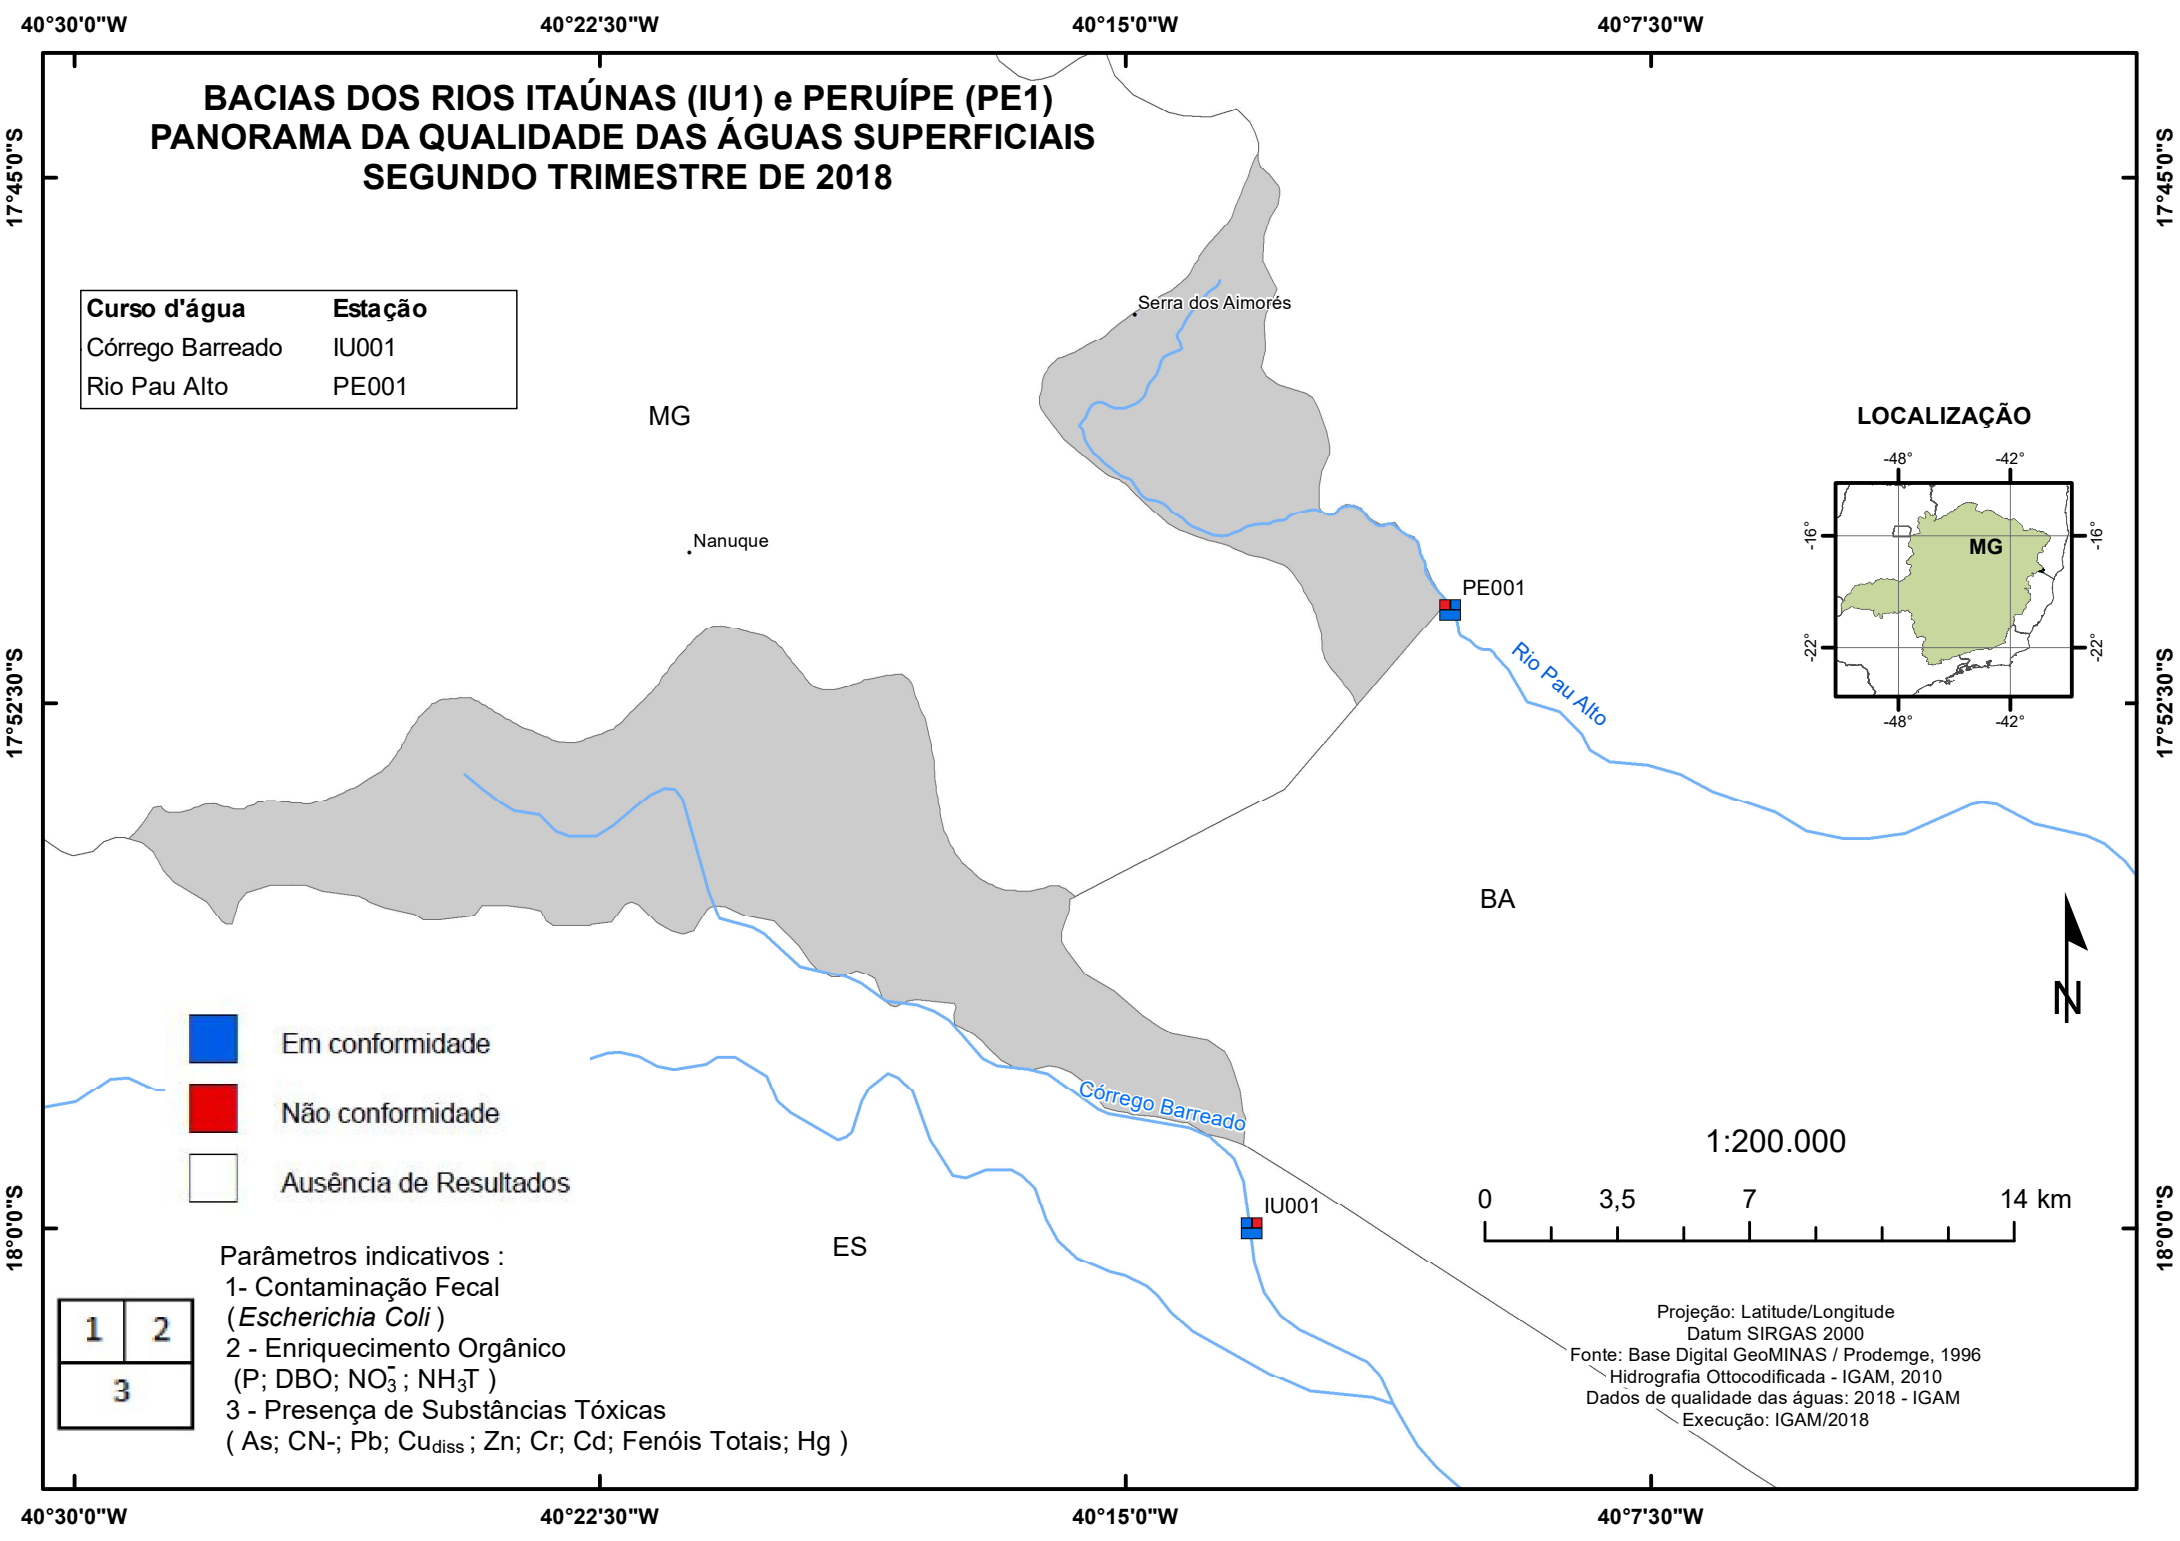 40°30'0"W
40°22'30"W
40°15'0"W
40°7'30"W
BACIAS DOS RIOS ITAÚNAS (IU1) e PERUÍPE (PE1)
PANORAMA DA QUALIDADE DAS ÁGUAS SUPERFICIAIS
SEGUNDO TRIMESTRE DE 2018
17°45'0"S
17°45'0"S
Curso d'água Estação
Córrego Barreado IU001
Rio Pau Alto PE001
Serra dos Aimorés
MG
LOCALIZAÇÃO
-48° -42°
-16°
MG
-16°
-22°
-22°
-48° -42°
Nanuque
PE001
Rio Pau Alto
17°52'30"S
17°52'30"S
BA
N
Em conformidade
Não conformidade
Ausência de Resultados
Córrego Barreado
1:200.000
0 3,5 7 14 km
IU001
ES
18°0'0"S
18°0'0"S
Parâmetros indicativos :
1- Contaminação Fecal
(Escherichia Coli )
2 - Enriquecimento Orgânico
(P; DBO; NO₃⁻ ; NH₃T )
3 - Presença de Substâncias Tóxicas
( As; CN-; Pb; Cudiss ; Zn; Cr; Cd; Fenóis Totais; Hg )
1 2
3
Projeção: Latitude/Longitude
Datum SIRGAS 2000
Fonte: Base Digital GeoMINAS / Prodemge, 1996
Hidrografia Ottocodificada - IGAM, 2010
Dados de qualidade das águas: 2018 - IGAM
Execução: IGAM/2018
40°30'0"W
40°22'30"W
40°15'0"W
40°7'30"W